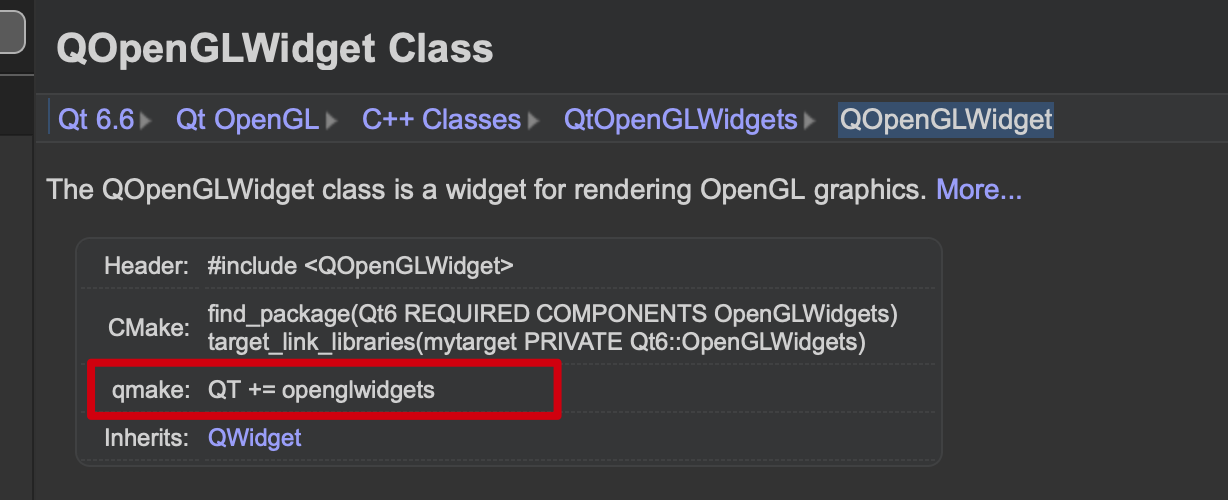 QOpenGLWidget Class
Qt 6.6 Qt OpenGL C++ Classes QtOpenGLWidgets QOpenGLWidget
The QOpenGLWidget class is a widget for rendering OpenGL graphics. More...
Header: #include <QOpenGLWidget>
CMake: find_package(Qt6 REQUIRED COMPONENTS OpenGLWidgets)
target_link_libraries(mytarget PRIVATE Qt6::OpenGLWidgets)
qmake: QT += openglwidgets
Inherits: QWidget